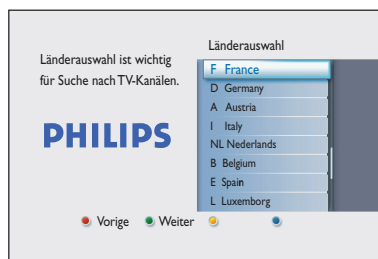 Länderauswahl ist wichtig
für Suche nach TV-Kanälen.
PHILIPS
Länderauswahl
F France
D Germany
A Austria
I Italy
NL Nederlands
B Belgium
E Spain
L Luxemborg
Vorige Weiter